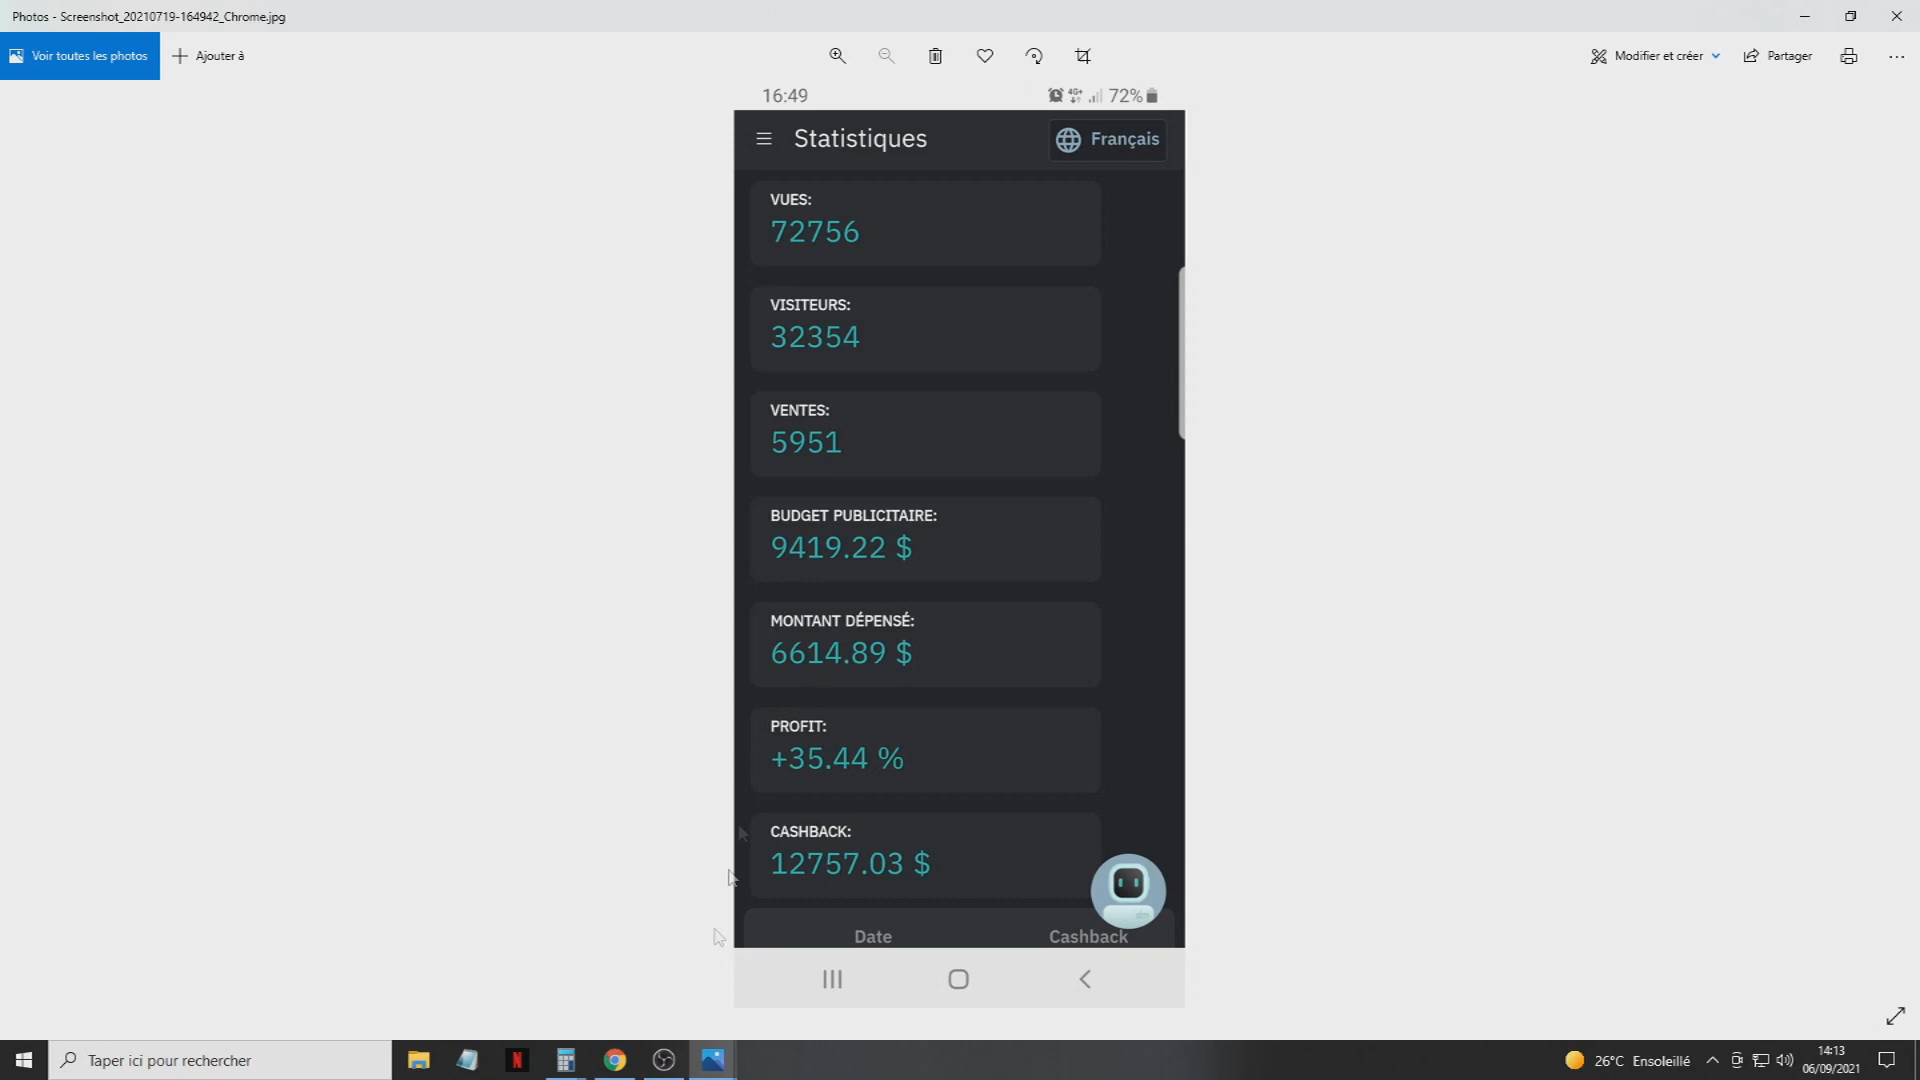 Photos - Screenshot_20210719-164942_Chrome.jpg
Voir toutes les photos
Ajouter à
Modifier et créer
Partager
16:49
4G+
72%
Statistiques
Français
VUES:
72756
VISITEURS:
32354
VENTES:
5951
BUDGET PUBLICITAIRE:
9419.22 $
MONTANT DÉPENSÉ:
6614.89 $
PROFIT:
+35.44 %
CASHBACK:
12757.03 $
Date
Cashback
Taper ici pour rechercher
N
26°C Ensoleillé
14:13
06/09/2021